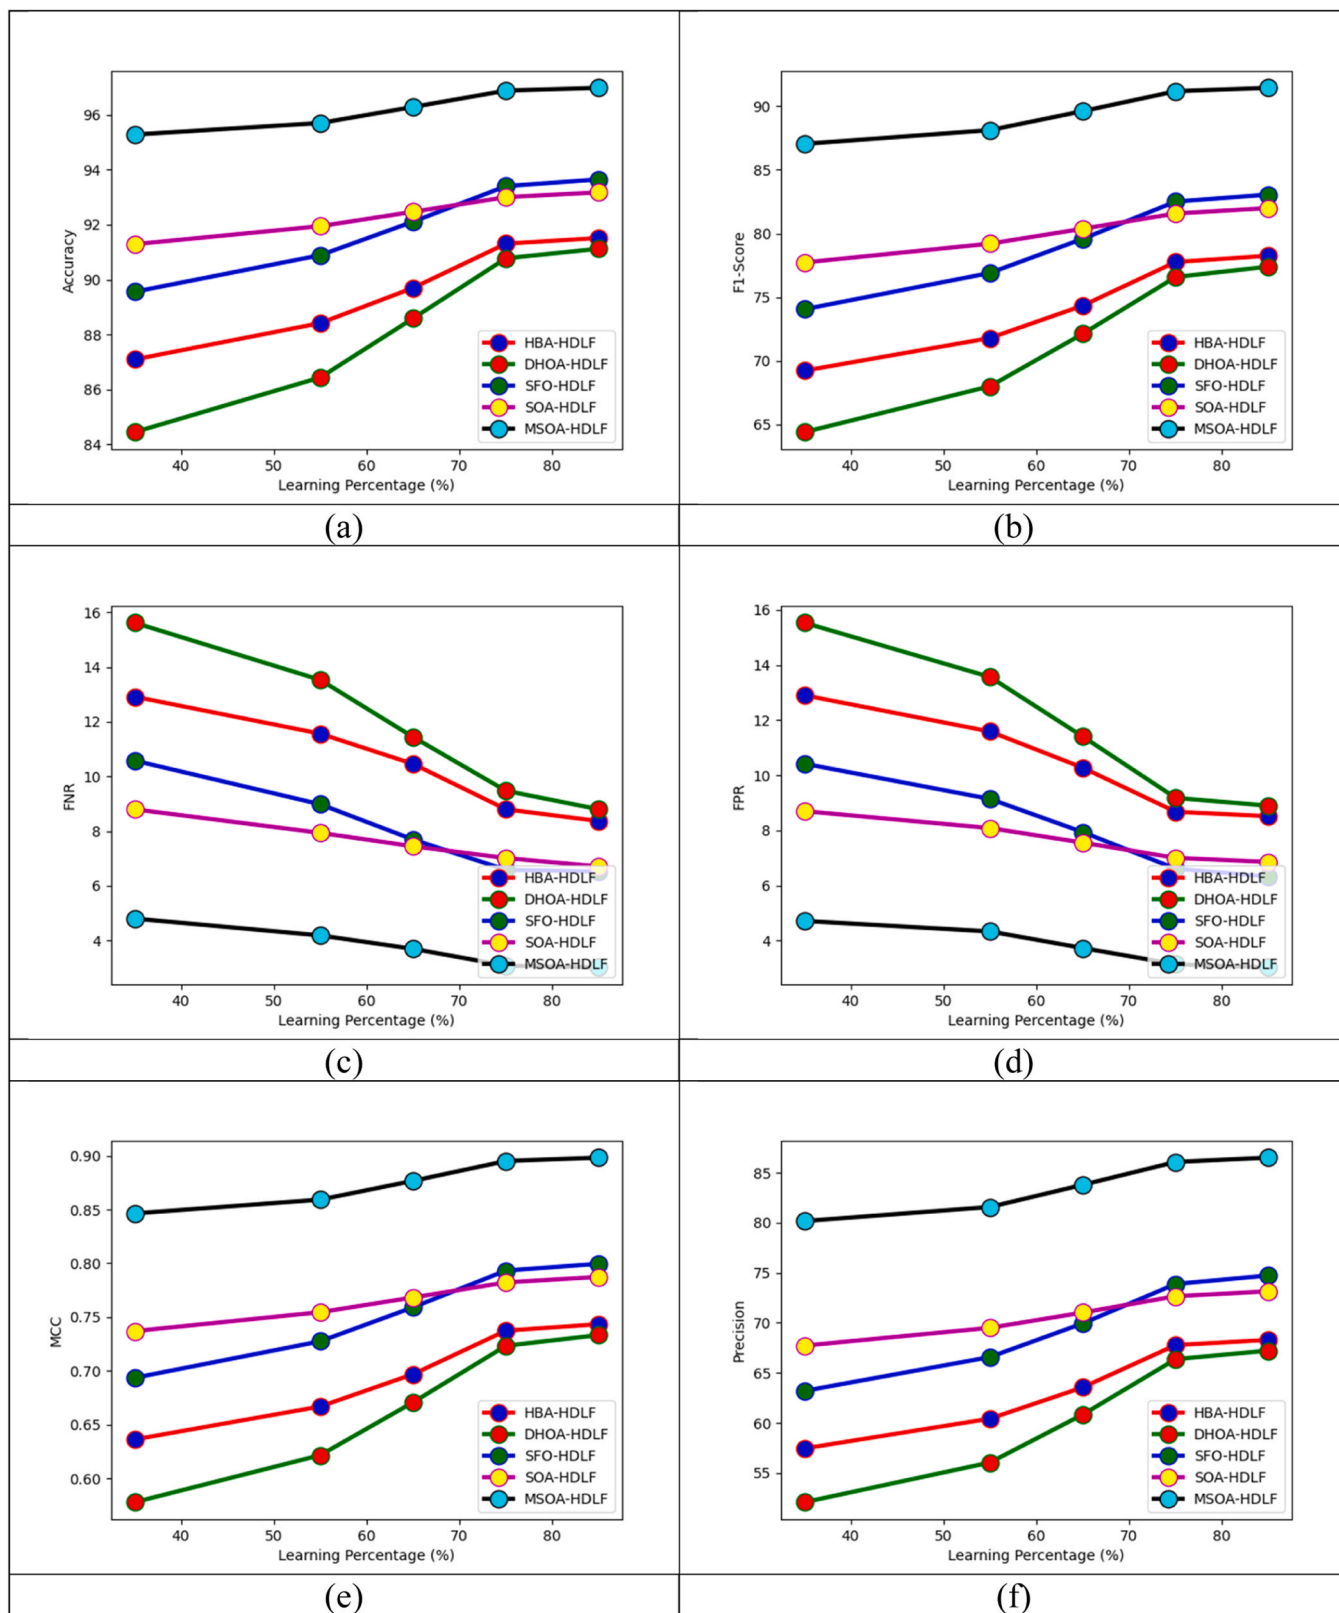 96
94
92
90
88
86
84
Accuracy
HBA-HDLF
DHOA-HDLF
SFO-HDLF
SOA-HDLF
MSOA-HDLF
40 50 60 70 80
Learning Percentage (%)
(a)
90
85
80
75
70
65
F1-Score
HBA-HDLF
DHOA-HDLF
SFO-HDLF
SOA-HDLF
MSOA-HDLF
40 50 60 70 80
Learning Percentage (%)
(b)
16
14
12
10
8
6
4
FNR
HBA-HDLF
DHOA-HDLF
SFO-HDLF
SOA-HDLF
MSOA-HDLF
40 50 60 70 80
Learning Percentage (%)
(c)
16
14
12
10
8
6
4
FPR
HBA-HDLF
DHOA-HDLF
SFO-HDLF
SOA-HDLF
MSOA-HDLF
40 50 60 70 80
Learning Percentage (%)
(d)
0.90
0.85
0.80
0.75
0.70
0.65
0.60
MCC
HBA-HDLF
DHOA-HDLF
SFO-HDLF
SOA-HDLF
MSOA-HDLF
40 50 60 70 80
Learning Percentage (%)
(e)
85
80
75
70
65
60
55
Precision
HBA-HDLF
DHOA-HDLF
SFO-HDLF
SOA-HDLF
MSOA-HDLF
40 50 60 70 80
Learning Percentage (%)
(f)